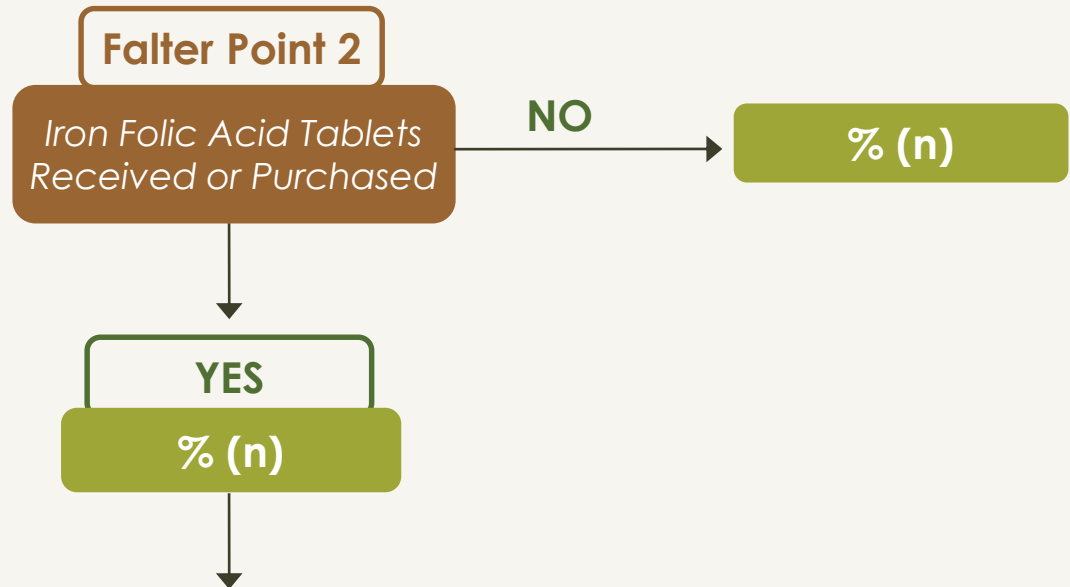 Falter Point 2
Iron Folic Acid Tablets
Received or Purchased
NO
% (n)
YES
% (n)